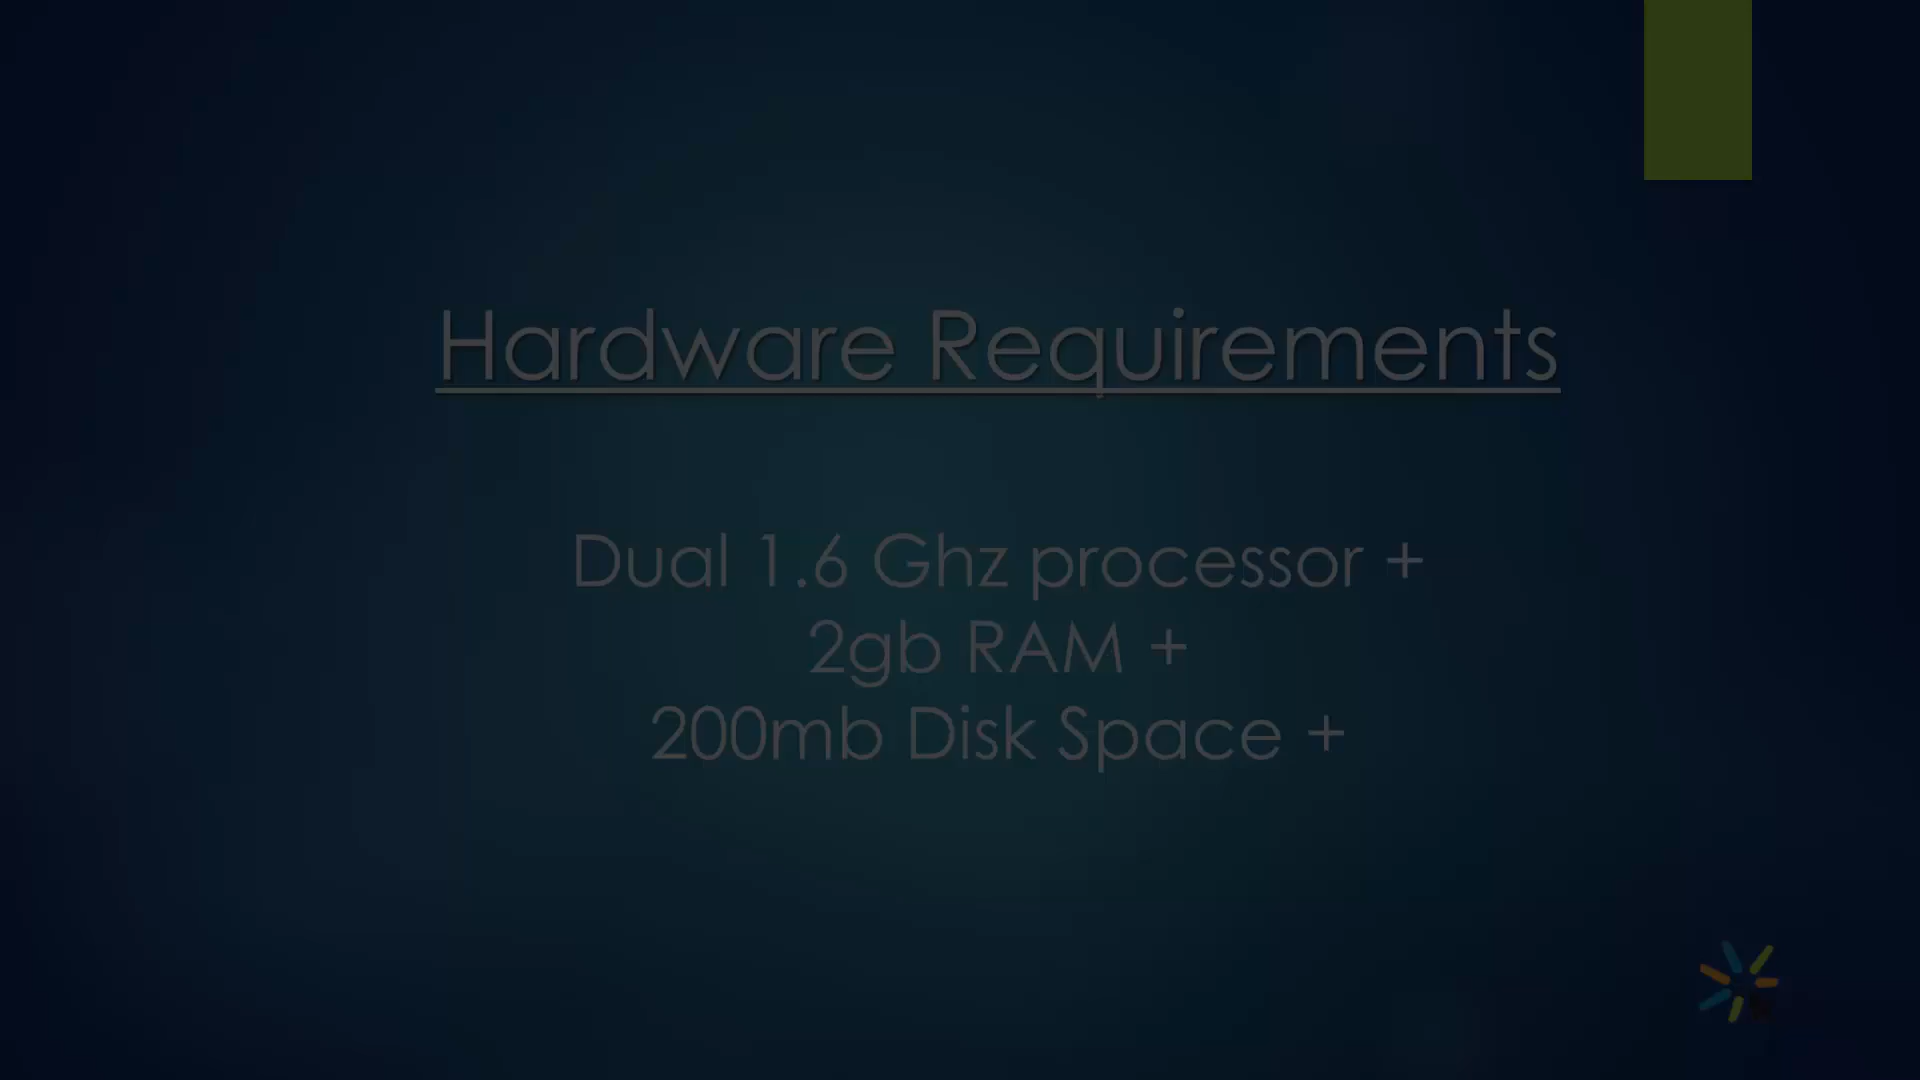 Hardware Requirements
Dual 1.6 Ghz processor +
2gb RAM +
200mb Disk Space +